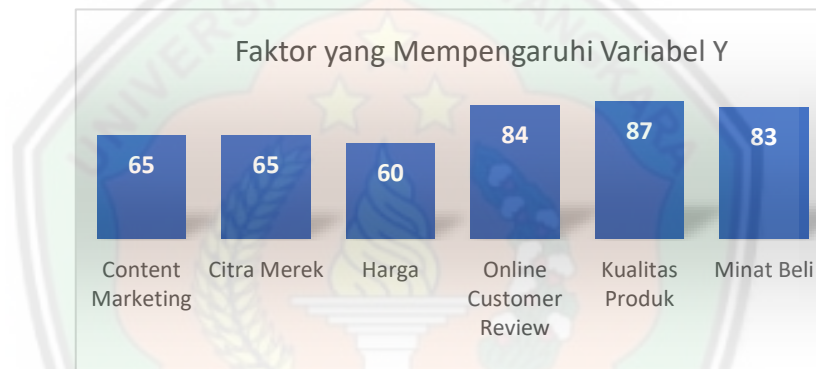 Faktor yang Mempengaruhi Variabel Y
65
65
60
84
87
83
Content
Marketing
Citra Merek
Harga
Online
Customer
Review
Kualitas
Produk
Minat Beli